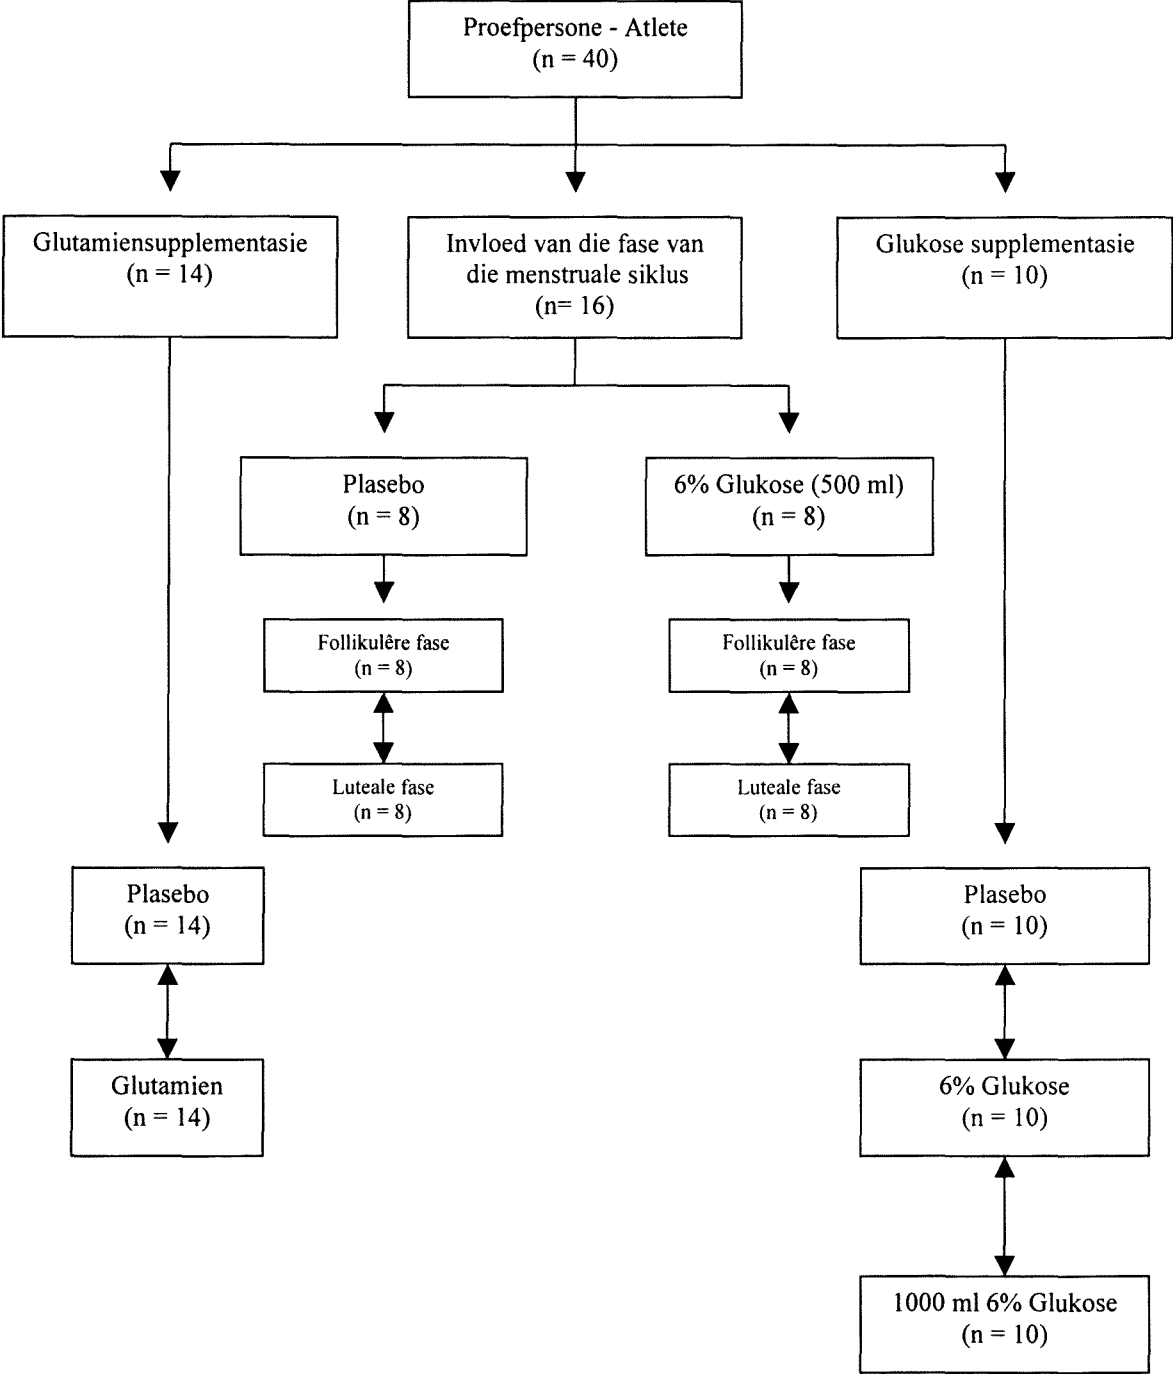 Proefpersone - Atlete
(n = 40)
Glutamiensupplementasie
(n = 14)
Invloed van die fase van
die menstruale siklus
(n= 16)
Glukose supplementasie
(n = 10)
Plasebo
(n = 8)
6% Glukose (500 ml)
(n = 8)
Follikulêre fase
(n = 8)
Follikulêre fase
(n = 8)
Luteale fase
(n = 8)
Luteale fase
(n = 8)
Plasebo
(n = 14)
Plasebo
(n = 10)
Glutamien
(n = 14)
6% Glukose
(n = 10)
1000 ml 6% Glukose
(n = 10)